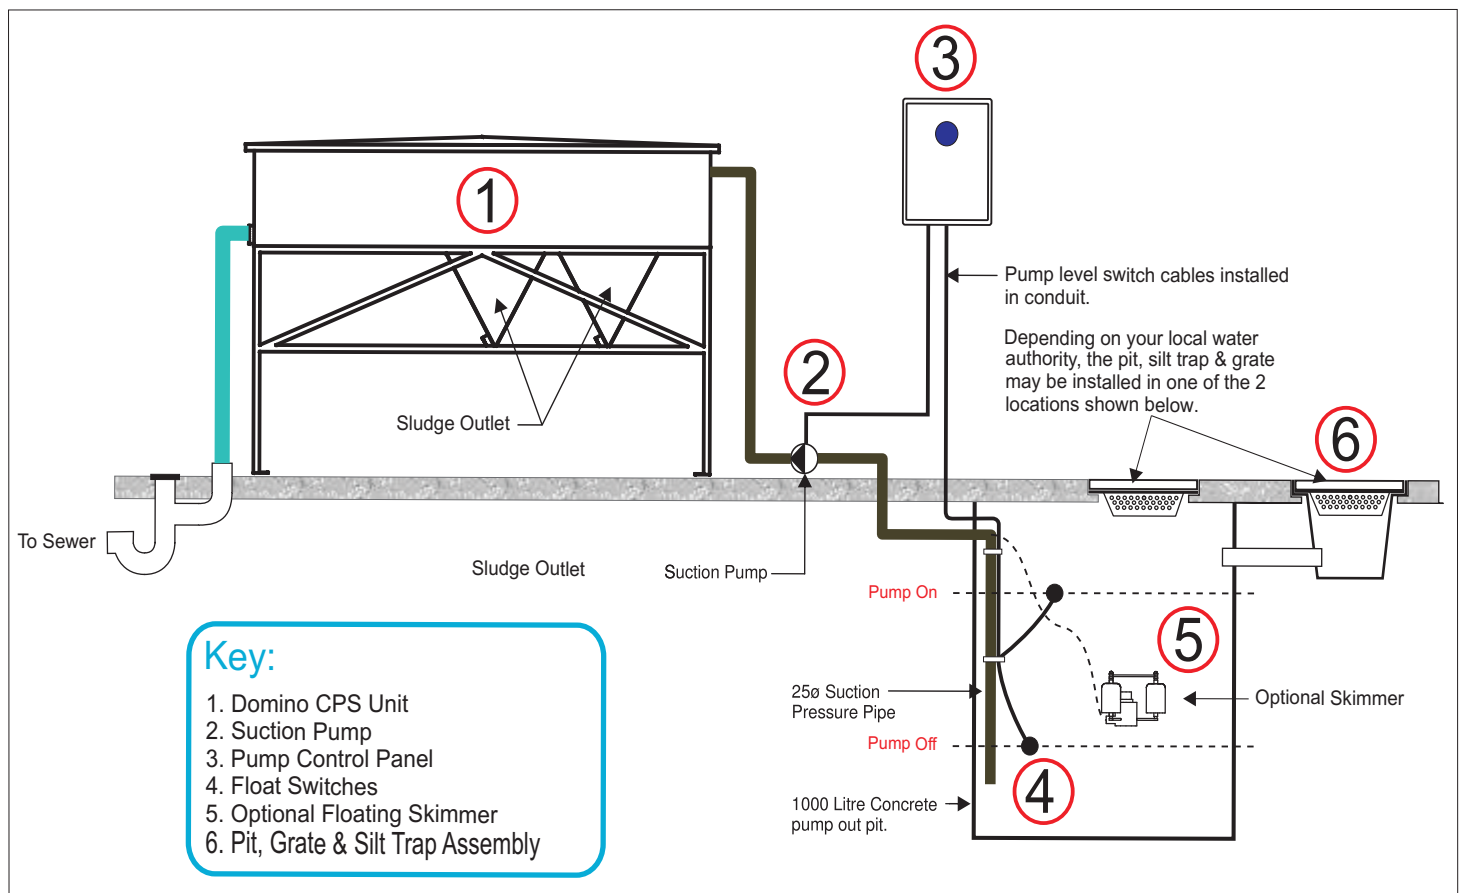 3
1
Pump level switch cables installed
in conduit.
Depending on your local water
authority, the pit, silt trap & grate
may be installed in one of the 2
locations shown below.
2
Sludge Outlet
6
To Sewer
Sludge Outlet
Suction Pump
Pump On
5
25ø Suction
Pressure Pipe
Optional Skimmer
Pump Off
4
1000 Litre Concrete
pump out pit.
Key:
1. Domino CPS Unit
2. Suction Pump
3. Pump Control Panel
4. Float Switches
5. Optional Floating Skimmer
6. Pit, Grate & Silt Trap Assembly